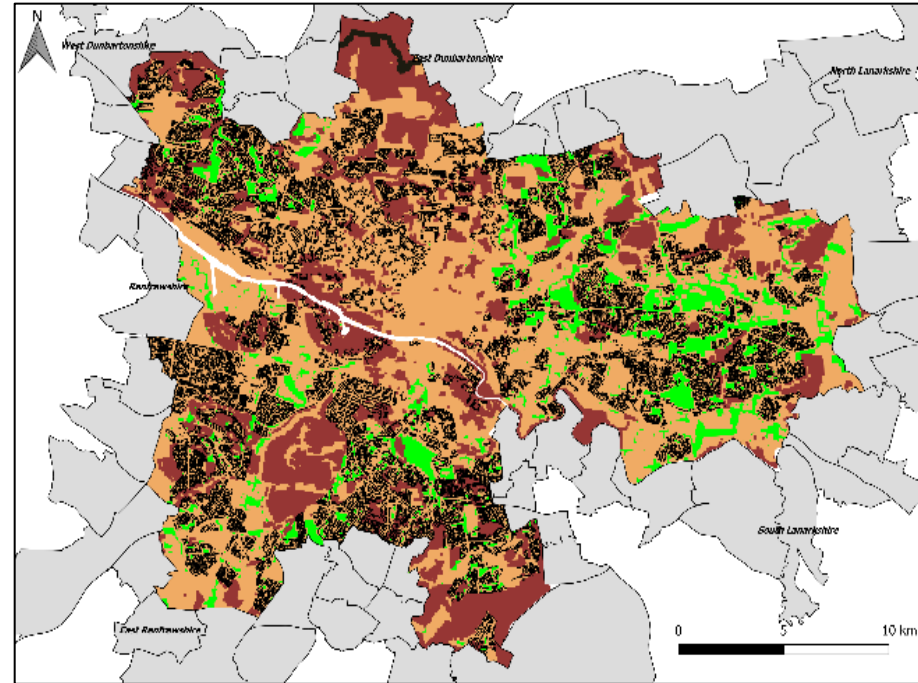 N
West Dunbartonshire
East Dunbartonshire
North Lanarkshire
Renfrewshire
South Lanarkshire
East Renfrewshire
0 5 10 km